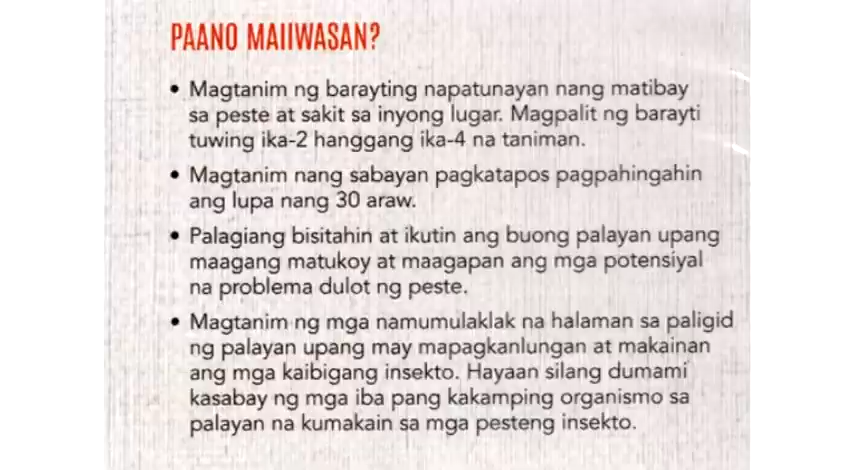 PAANO MAIIWASAN?
• Magtanim ng barayting napatunayan nang matibay
sa peste at sakit sa inyong lugar. Magpalit ng barayti
tuwing ika-2 hanggang ika-4 na taniman.
• Magtanim nang sabayan pagkatapos pagpahingahin
ang lupa nang 30 araw.
• Palagiang bisitahin at ikutin ang buong palayan upang
maagang matukoy at maagapan ang mga potensiyal
na problema dulot ng peste.
• Magtanim ng mga namumulaklak na halaman sa paligid
ng palayan upang may mapagkanlungan at makainan
ang mga kaibigang insekto. Hayaan silang dumami
kasabay ng mga iba pang kakamping organismo sa
palayan na kumakain sa mga pesteng insekto.